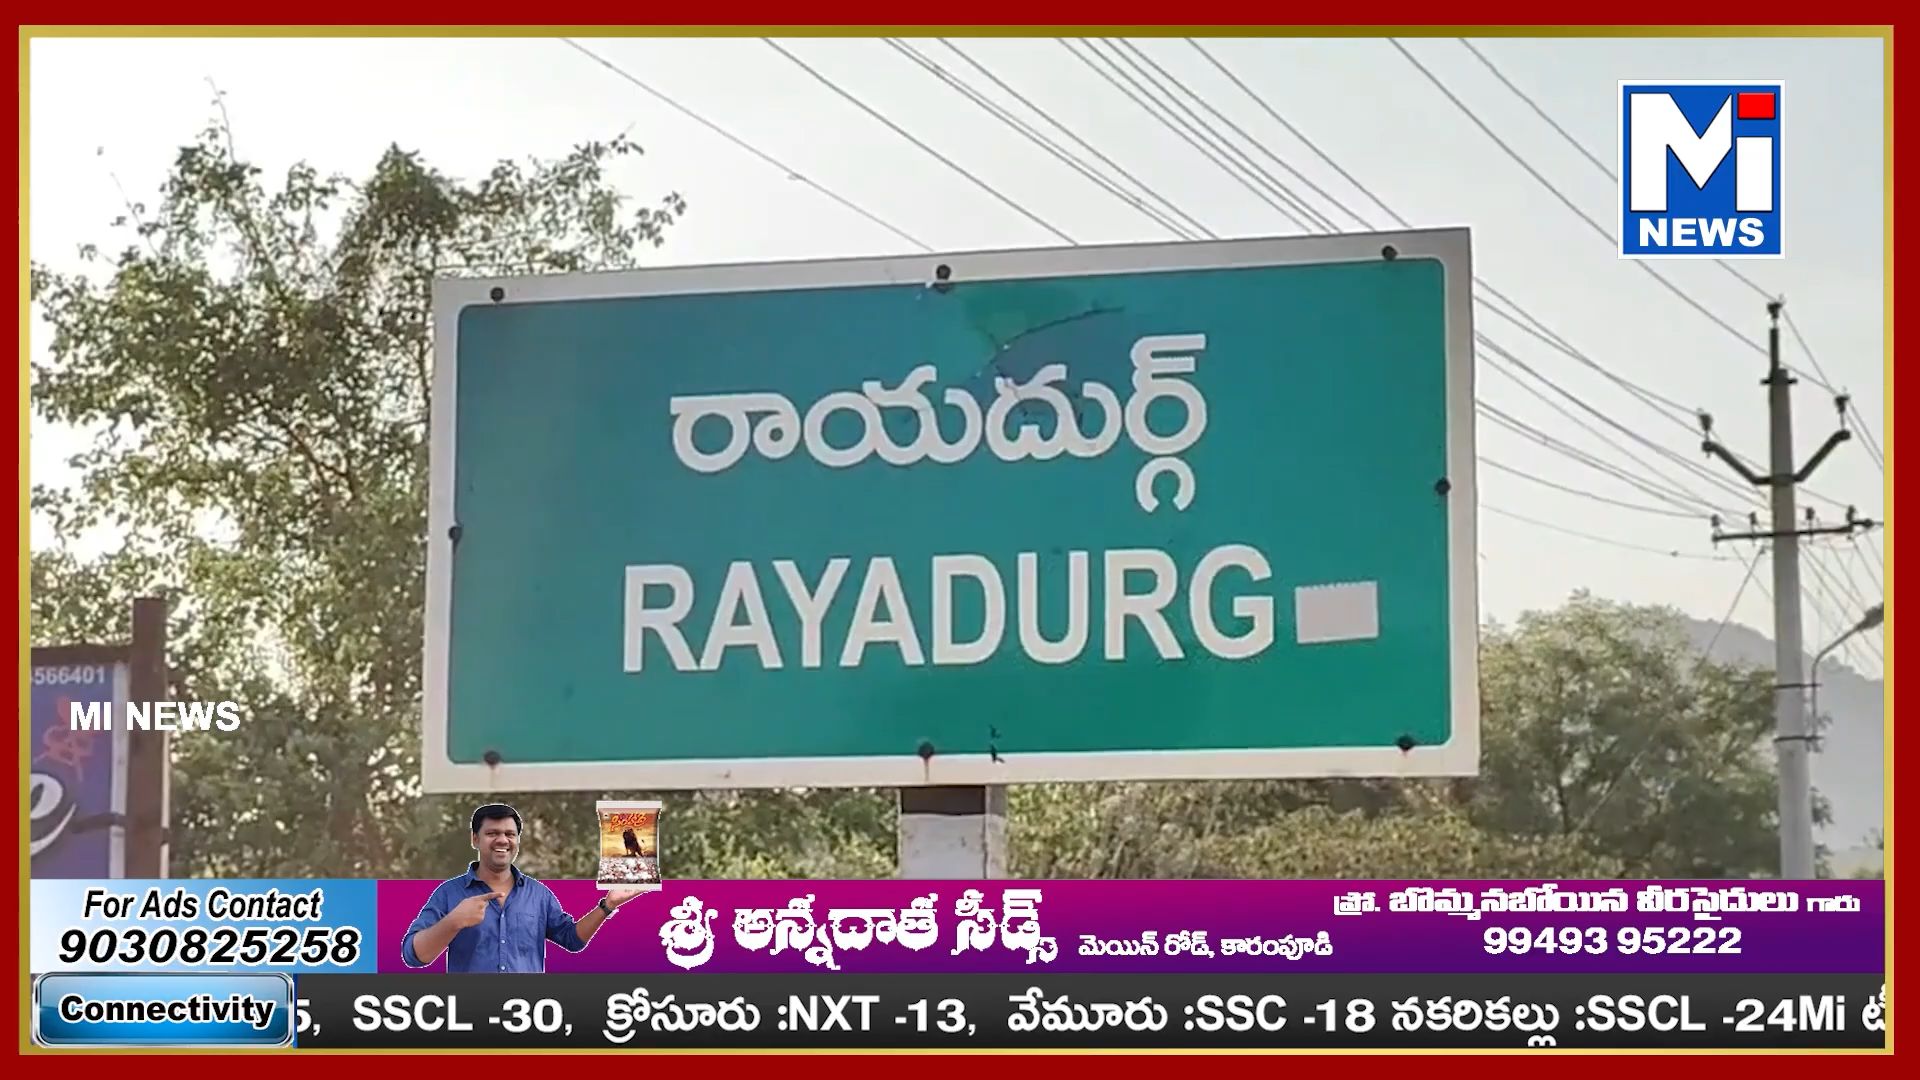 Mi
NEWS
రాయదుర్గ్
RAYADURG
566401
MI NEWS
For Ads Contact
9030825258
శ్రీ అన్నదాత సీడ్స్ మెయిన్ రోడ్, కారంపూడి
ప్రో. బొమ్మనబోయిన వీరసైదులు గారు
99493 95222
Connectivity
5, SSCL -30, క్రోసూరు :NXT -13, వేమూరు :SSC -18 నకరికల్లు :SSCL -24Mi